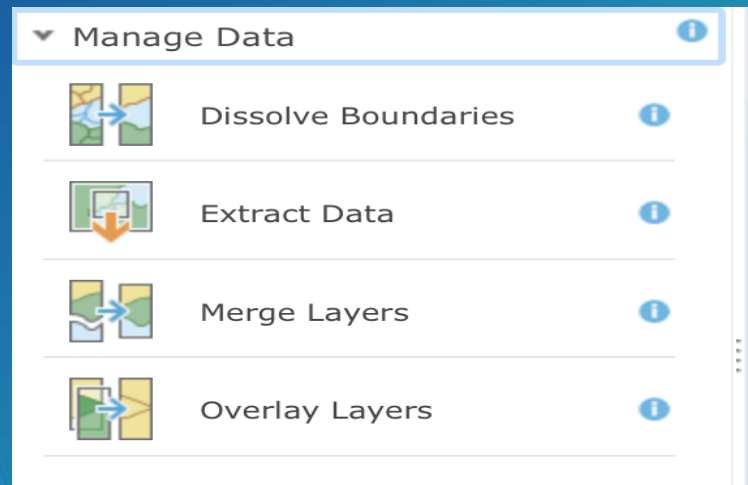 Manage Data
Dissolve Boundaries
Extract Data
Merge Layers
Overlay Layers